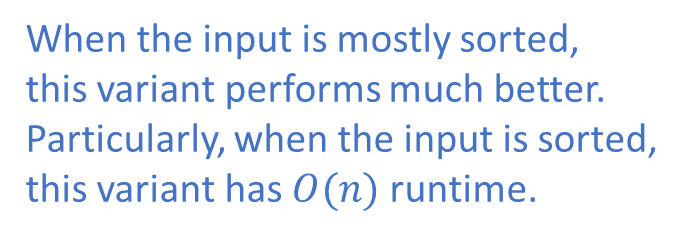 When the input is mostly sorted,
this variant performs much better.
Particularly, when the input is sorted,
this variant has O(n) runtime.